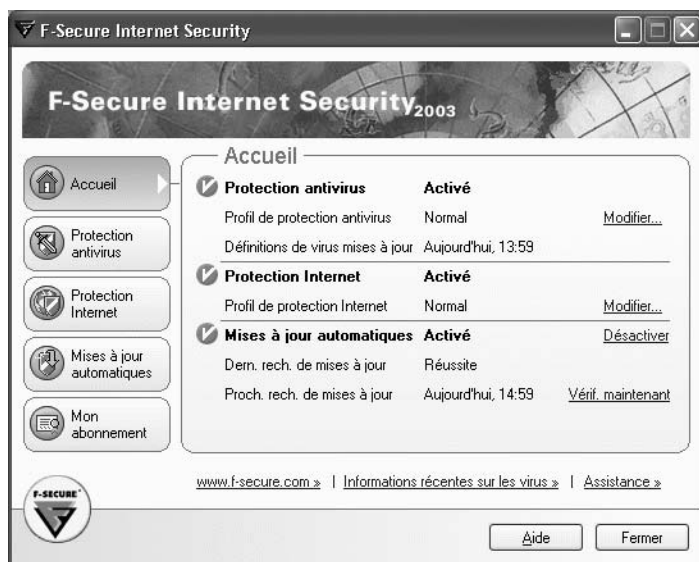 F-Secure Internet Security
F-Secure Internet Security 2003
Accueil
Protection
antivirus
Protection
Internet
Mises à jour
automatiques
Mon
abonnement
Accueil
Protection antivirus Activé
Profil de protection antivirus Normal Modifier...
Définitions de virus mises à jour Aujourd'hui, 13:59
Protection Internet Activé
Profil de protection Internet Normal Modifier...
Mises à jour automatiques Activé Désactiver
Dern. rech. de mises à jour Réussite
Proch. rech. de mises à jour Aujourd'hui, 14:59 Vérif. maintenant
www.f-secure.com » | Informations récentes sur les virus » | Assistance »
F-SECURE
Aide Fermer